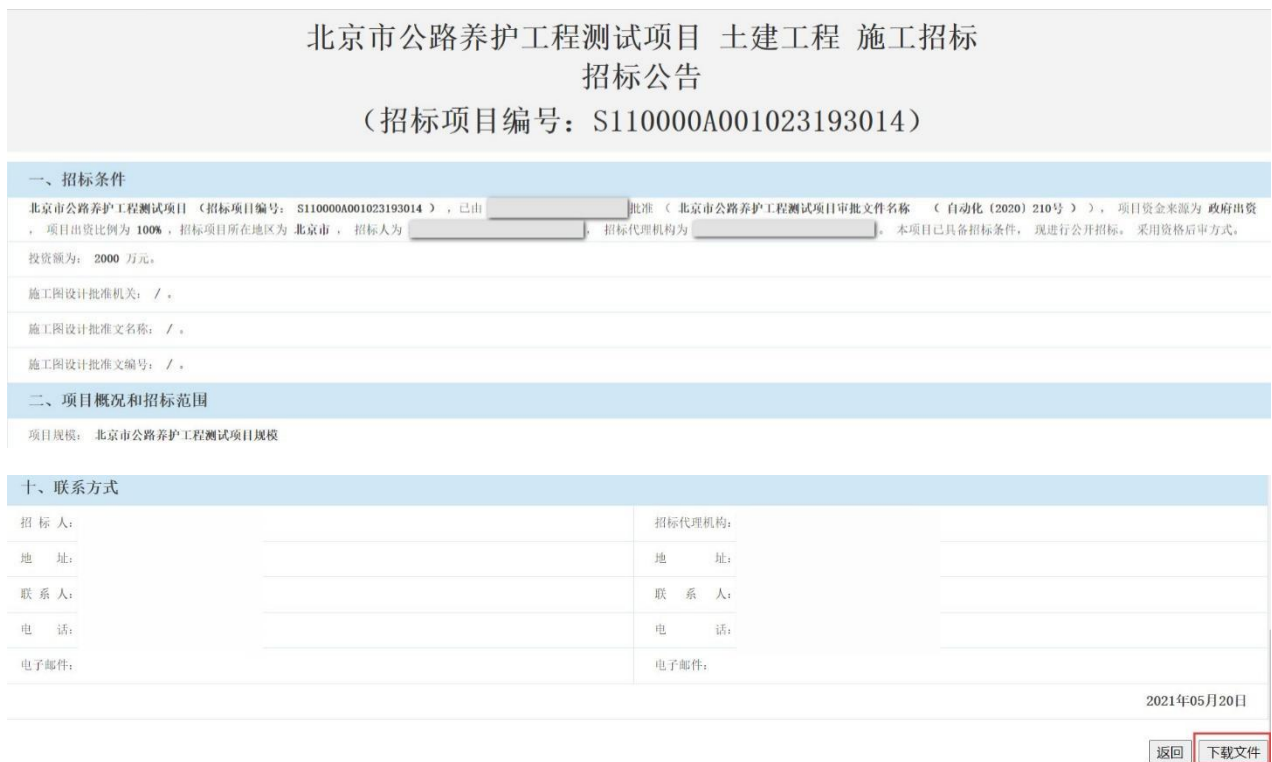 北京市公路养护工程测试项目 土建工程 施工招标
招标公告
（招标项目编号：S110000A001023193014）
一、招标条件
北京市公路养护工程测试项目 （招标项目编号： S110000A001023193014 ） ，已由 批准 （ 北京市公路养护工程测试项目审批文件名称 （ 自动化（2020）210号 ） ）， 项目资金来源为 政府出资
， 项目出资比例为 100% ，招标项目所在地区为 北京市 ， 招标人为 ， 招标代理机构为 。 本项目已具备招标条件， 现进行公开招标。 采用资格后审方式。
投资额为： 2000 万元。
施工图设计批准机关： / 。
施工图设计批准文名称： / 。
施工图设计批准文编号： / 。
二、项目概况和招标范围
项目规模： 北京市公路养护工程测试项目规模
十、联系方式
招 标 人： 招标代理机构：
地 址： 地 址：
联 系 人： 联 系 人：
电 话： 电 话：
电子邮件： 电子邮件：
2021年05月20日
返回 下载文件